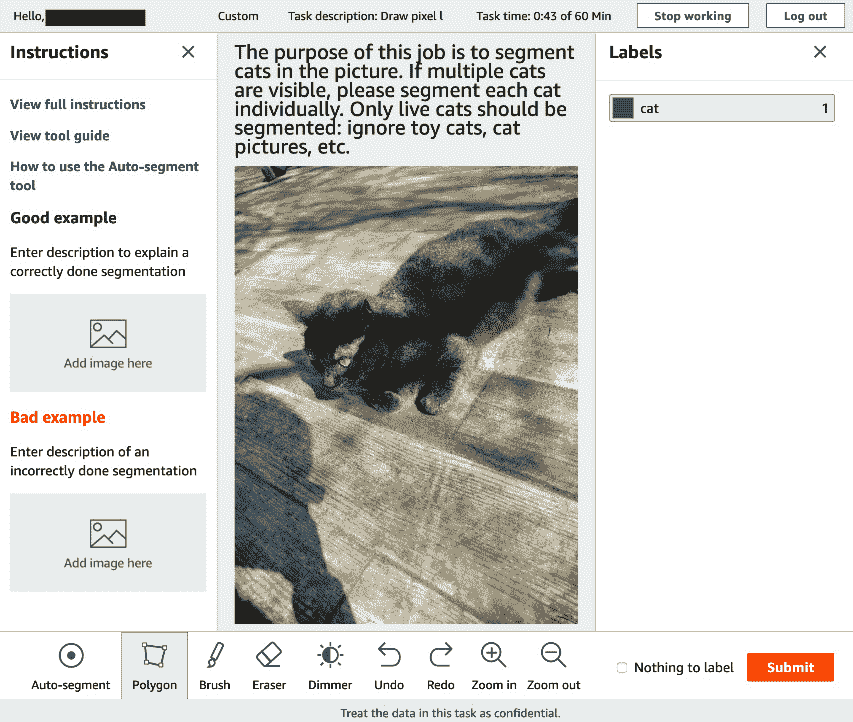 Hello,
Custom
Task description: Draw pixel l
Task time: 0:43 of 60 Min
Stop working
Log out
Instructions
View full instructions
View tool guide
How to use the Auto-segment
tool
Good example
Enter description to explain a
correctly done segmentation
Add image here
Bad example
Enter description of an
incorrectly done segmentation
Add image here
The purpose of this job is to segment
cats in the picture. If multiple cats
are visible, please segment each cat
individually. Only live cats should be
segmented: ignore toy cats, cat
pictures, etc.
Labels
cat
1
Auto-segment
Polygon
Brush
Eraser
Dimmer
Undo
Redo
Zoom in
Zoom out
Nothing to label
Submit
Treat the data in this task as confidential.